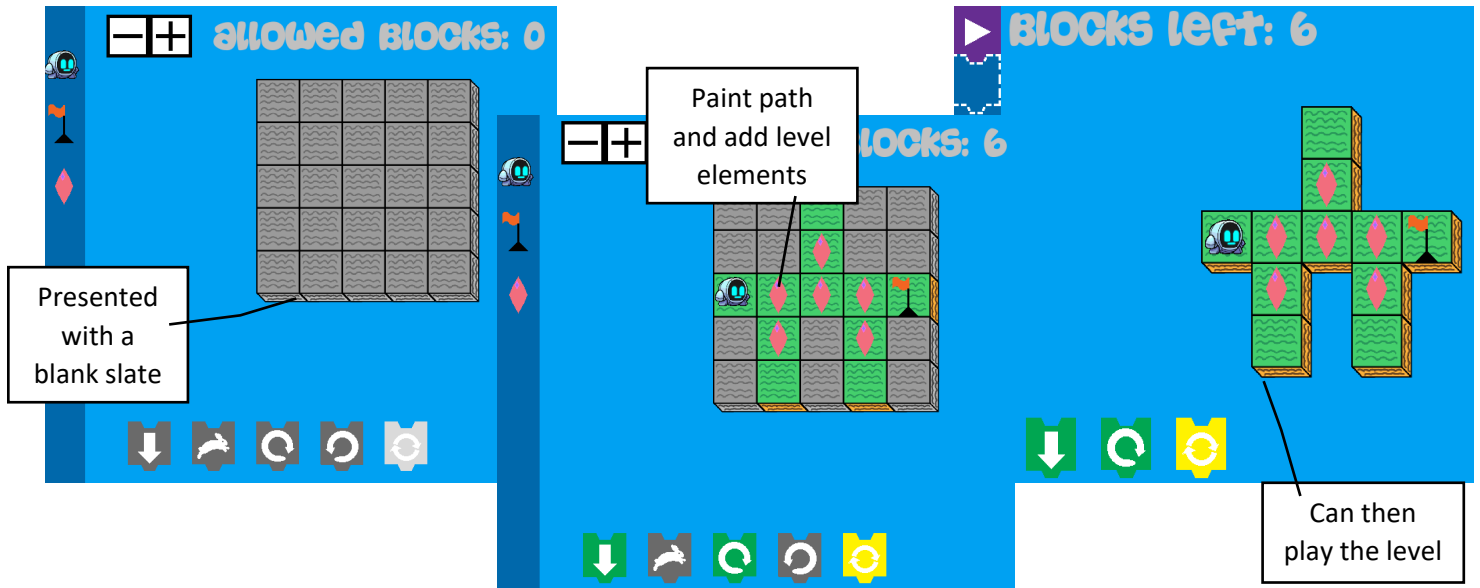 allowed Blocks: 0
Presented
with a
blank slate
Paint path
and add level
elements
locks: 6
Blocks left: 6
Can then
play the level